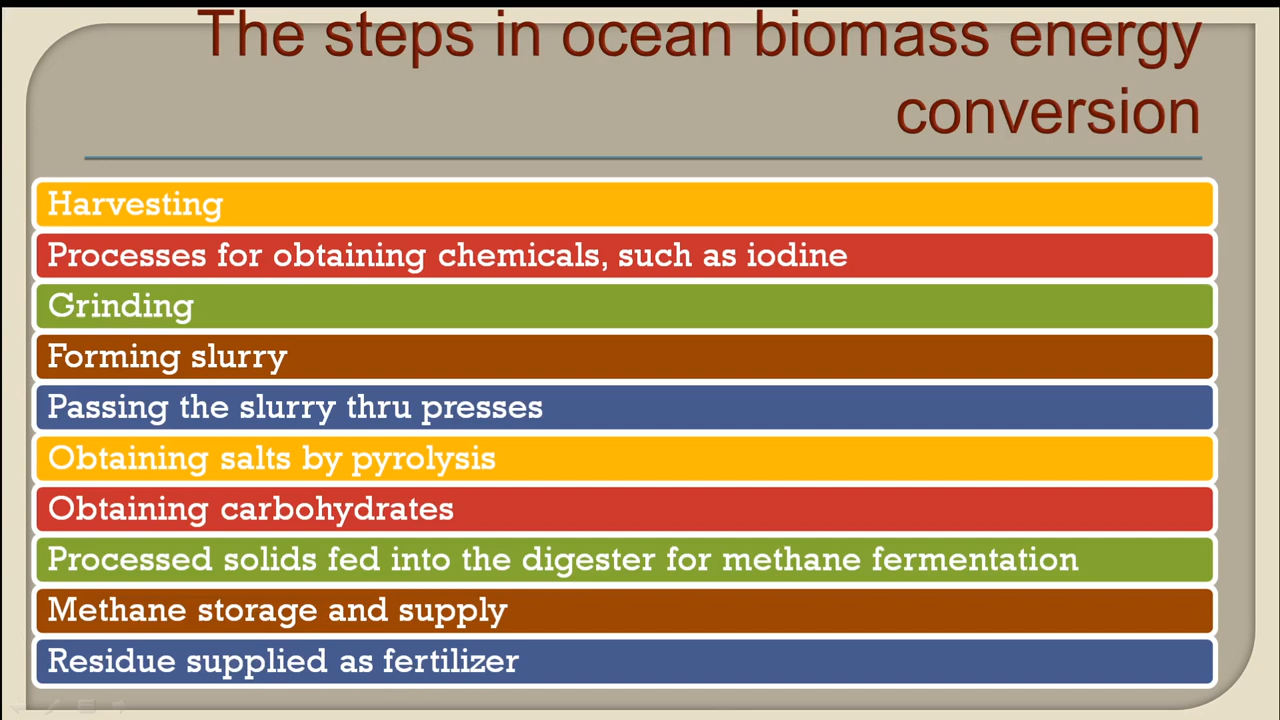 The steps in ocean biomass energy
conversion
Harvesting
Processes for obtaining chemicals, such as iodine
Grinding
Forming slurry
Passing the slurry thru presses
Obtaining salts by pyrolysis
Obtaining carbohydrates
Processed solids fed into the digester for methane fermentation
Methane storage and supply
Residue supplied as fertilizer